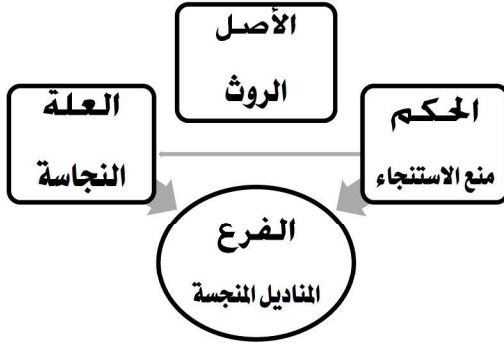 الأصل
الروث
الحكم
منع الاستنجاء
العلة
النجاسة
الفرع
المناديل المنجسة